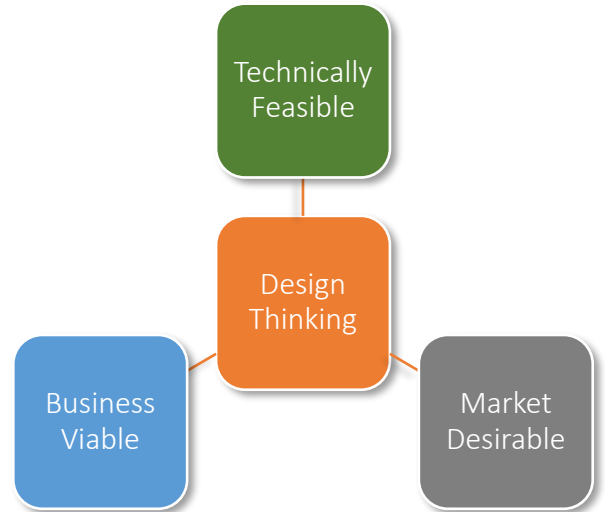 Technically
Feasible
Design
Thinking
Business
Viable
Market
Desirable